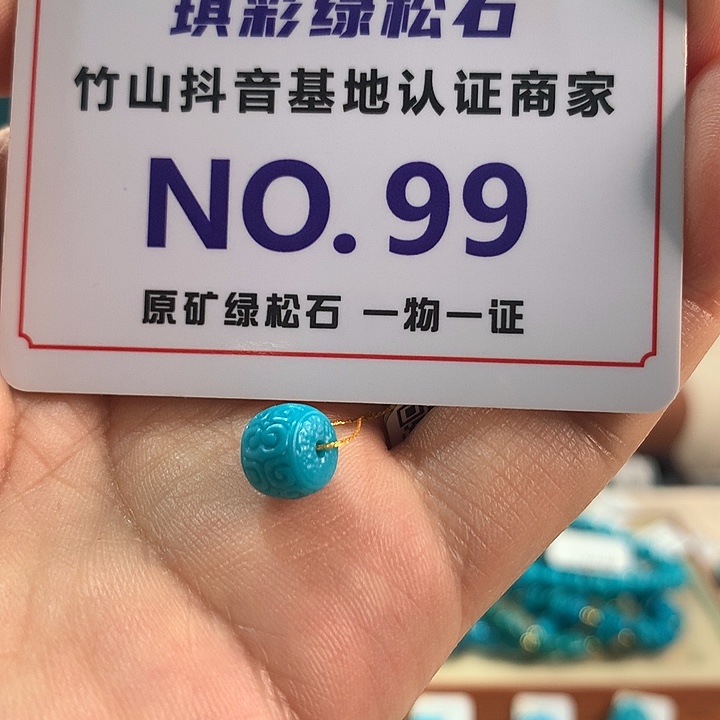 琪彩绿松石
竹山抖音基地认证商家
NO.99
原矿绿松石 一物一证